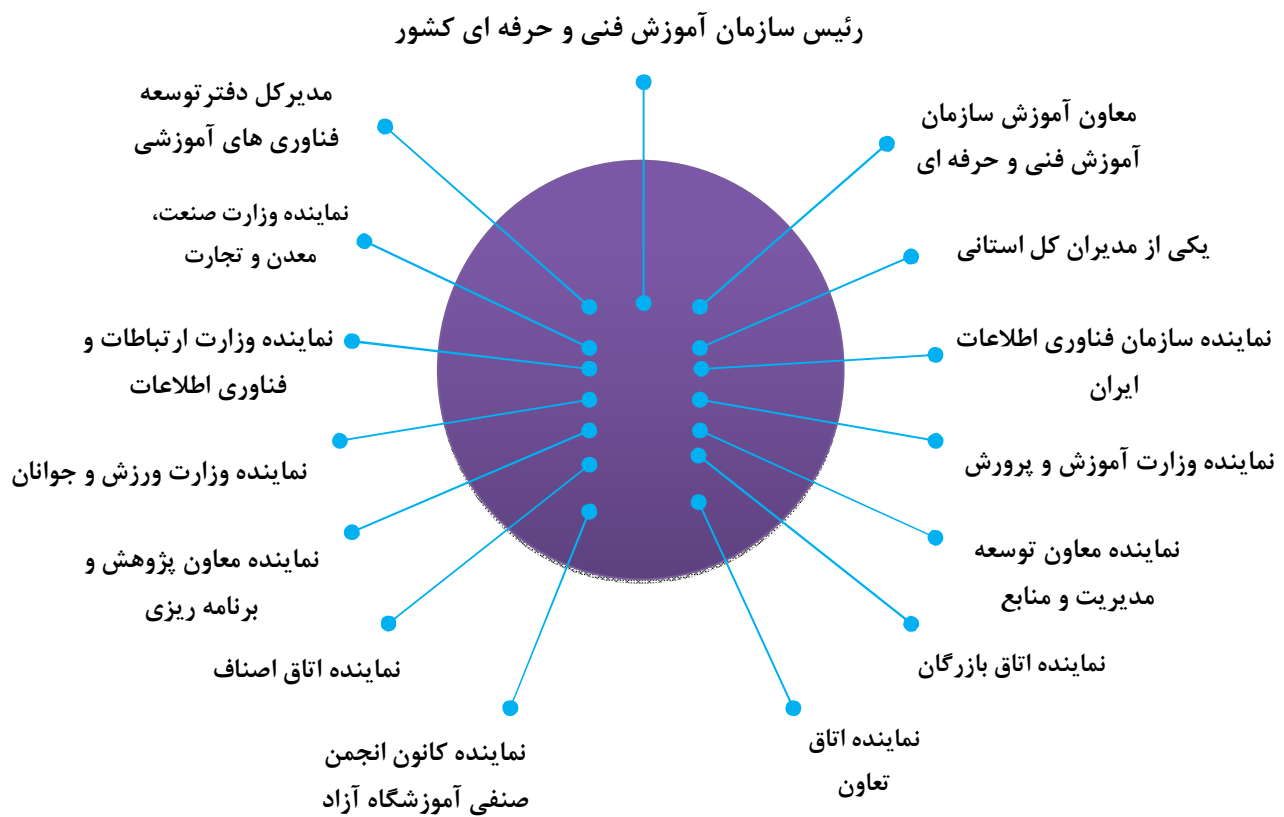 رئیس سازمان آموزش فنی و حرفه ای کشور
معاون آموزش سازمان
آموزش فنی و حرفه ای
یکی از مدیران کل استانی
نماینده سازمان فناوری اطلاعات
ایران
نماینده وزارت آموزش و پرورش
نماینده معاون توسعه
مدیریت و منابع
نماینده اتاق بازرگان
نماینده اتاق
تعاون
مدیرکل دفترتوسعه
فناوری های آموزشی
نماینده وزارت صنعت،
معدن و تجارت
نماینده وزارت ارتباطات و
فناوری اطلاعات
نماینده وزارت ورزش و جوانان
نماینده معاون پژوهش و
برنامه ریزی
نماینده اتاق اصناف
نماینده کانون انجمن
صنفی آموزشگاه آزاد